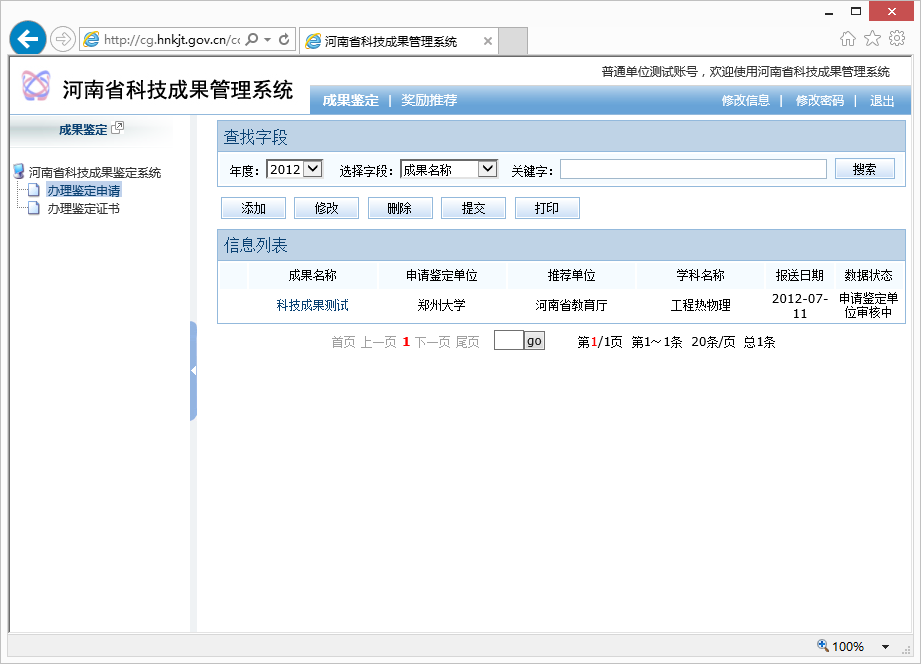 http://cg.hnkjt.gov.cn/cg
河南省科技成果管理系统
普通单位测试账号，欢迎使用河南省科技成果管理系统
河南省科技成果管理系统
成果鉴定 | 奖励推荐
修改信息 | 修改密码 | 退出
成果鉴定
河南省科技成果鉴定系统
办理鉴定申请
办理鉴定证书
查找字段
年度： 2012 选择字段： 成果名称 关键字： 搜索
添加 修改 删除 提交 打印
信息列表
成果名称 申请鉴定单位 推荐单位 学科名称 报送日期 数据状态
科技成果测试 郑州大学 河南省教育厅 工程热物理 2012-07-11 申请鉴定单位审核中
首页 上一页 1 下一页 尾页 go 第1/1页 第1～1条 20条/页 总1条
100%